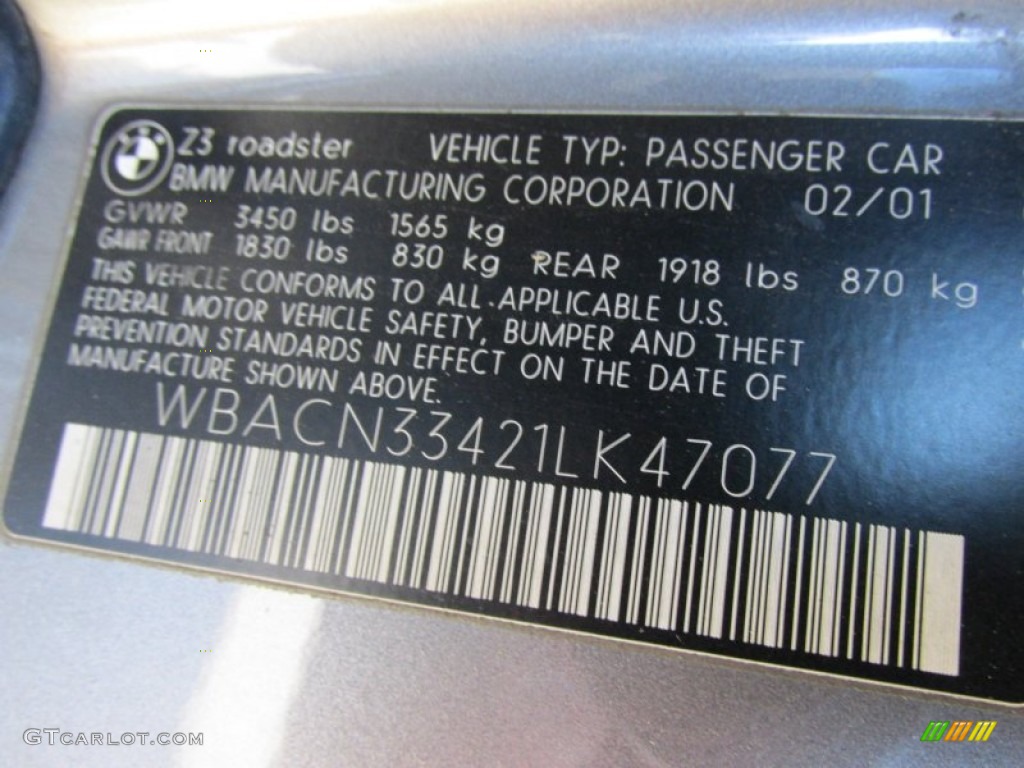 Z3 roadster VEHICLE TYP: PASSENGER CAR
BMW MANUFACTURING CORPORATION 02/01
GVWR 3450 lbs 1565 kg
GAWR FRONT 1830 lbs 830 kg REAR 1918 lbs 870 kg
THIS VEHICLE CONFORMS TO ALL APPLICABLE U.S.
FEDERAL MOTOR VEHICLE SAFETY, BUMPER AND THEFT
PREVENTION STANDARDS IN EFFECT ON THE DATE OF
MANUFACTURE SHOWN ABOVE.
WBACN33421LK47077
GTCARLOT.COM